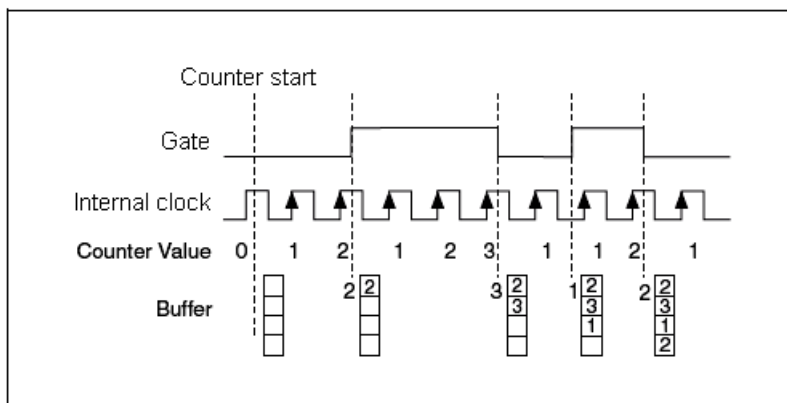 Counter start
Gate
Internal clock
Counter Value 0 1 2 1 2 3 1 1 2 1
Buffer
2 2
3 2 3
1 2 3 1
2 2 3 1 2